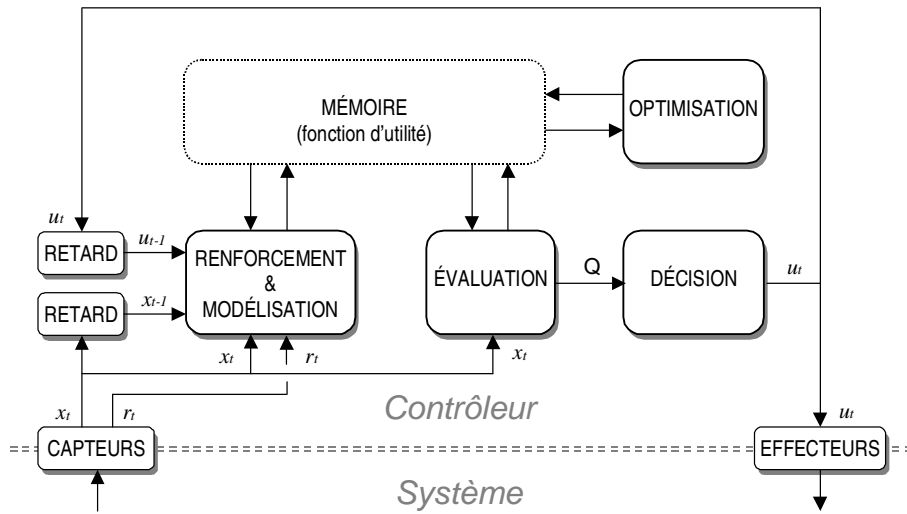 MÉMOIRE
(fonction d'utilité)
OPTIMISATION
ut
RETARD
ut-1
RENFORCEMENT
&
MODÉLISATION
ÉVALUATION
Q
DÉCISION
ut
RETARD
xt-1
xt
rt
xt
xt
rt
Contrôleur
ut
CAPTEURS
EFFECTEURS
Système